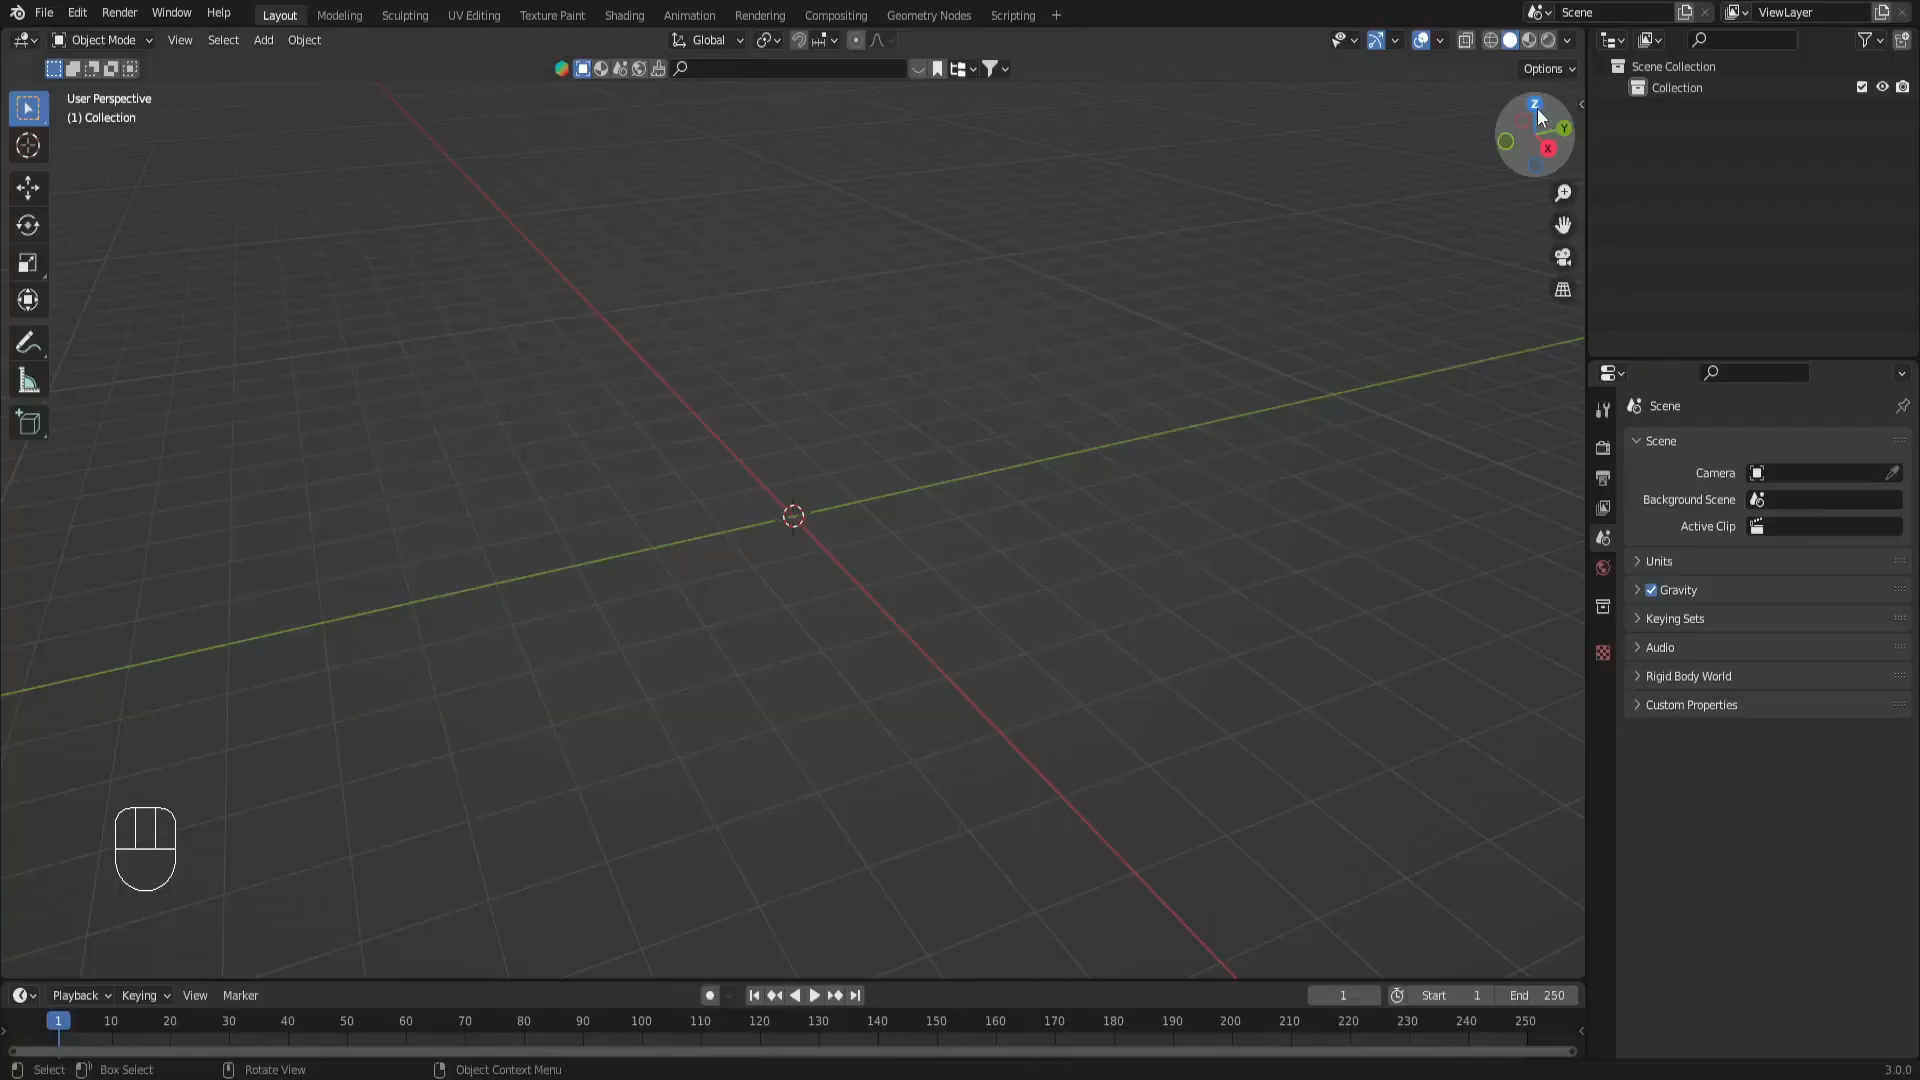 File Edit Render Window Help
Layout Modeling Sculpting UV Editing Texture Paint Shading Animation Rendering Compositing Geometry Nodes Scripting +
Scene
ViewLayer
Object Mode View Select Add Object
Global
Options
User Perspective
(1) Collection
Z
Y
X
Scene Collection
Collection
Scene
Scene
Camera
Background Scene
Active Clip
Units
Gravity
Keying Sets
Audio
Rigid Body World
Custom Properties
Playback Keying View Marker
1
Start 1
End 250
1 10 20 30 40 50 60 70 80 90 100 110 120 130 140 150 160 170 180 190 200 210 220 230 240 250
Select Box Select Rotate View Object Context Menu
3.0.0